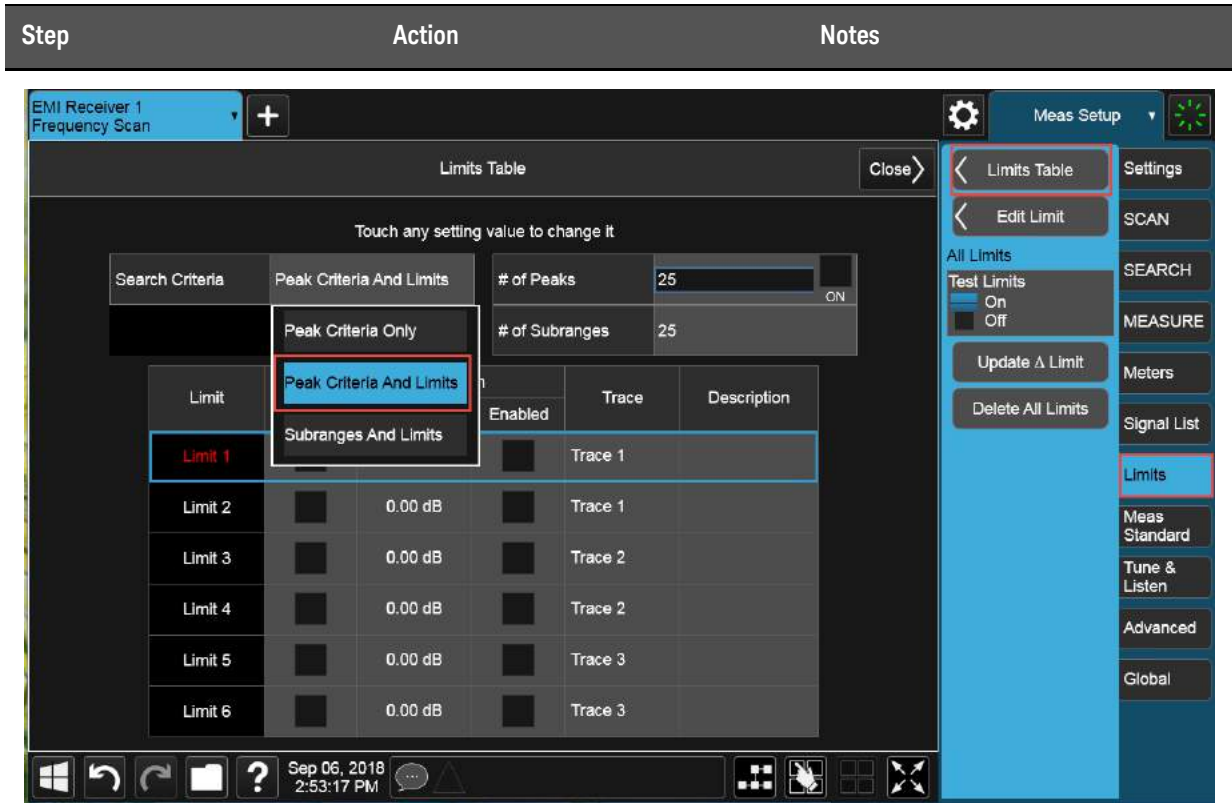 Step Action Notes
EMI Receiver 1
Frequency Scan
+
Meas Setup
Limits Table
Close
Touch any setting value to change it
Search Criteria Peak Criteria And Limits # of Peaks 25 ON
# of Subranges 25
Peak Criteria Only
Peak Criteria And Limits
Subranges And Limits
Limit Enabled Trace Description
Limit 1 Trace 1
Limit 2 0.00 dB Trace 1
Limit 3 0.00 dB Trace 2
Limit 4 0.00 dB Trace 2
Limit 5 0.00 dB Trace 3
Limit 6 0.00 dB Trace 3
Limits Table
Edit Limit
All Limits
Test Limits
On
Off
Update Δ Limit
Delete All Limits
Settings
SCAN
SEARCH
MEASURE
Meters
Signal List
Limits
Meas
Standard
Tune &
Listen
Advanced
Global
?
Sep 06, 2018
2:53:17 PM